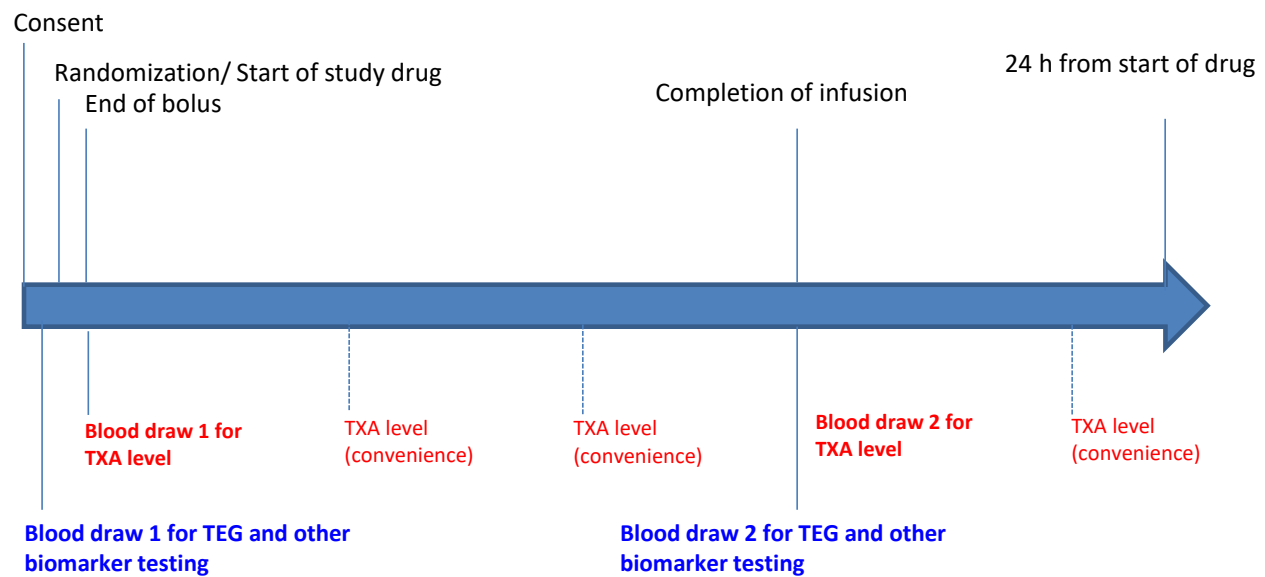 Consent
Randomization/ Start of study drug
End of bolus
Completion of infusion
24 h from start of drug
Blood draw 1 for
TXA level
TXA level
(convenience)
TXA level
(convenience)
Blood draw 2 for
TXA level
TXA level
(convenience)
Blood draw 1 for TEG and other
biomarker testing
Blood draw 2 for TEG and other
biomarker testing